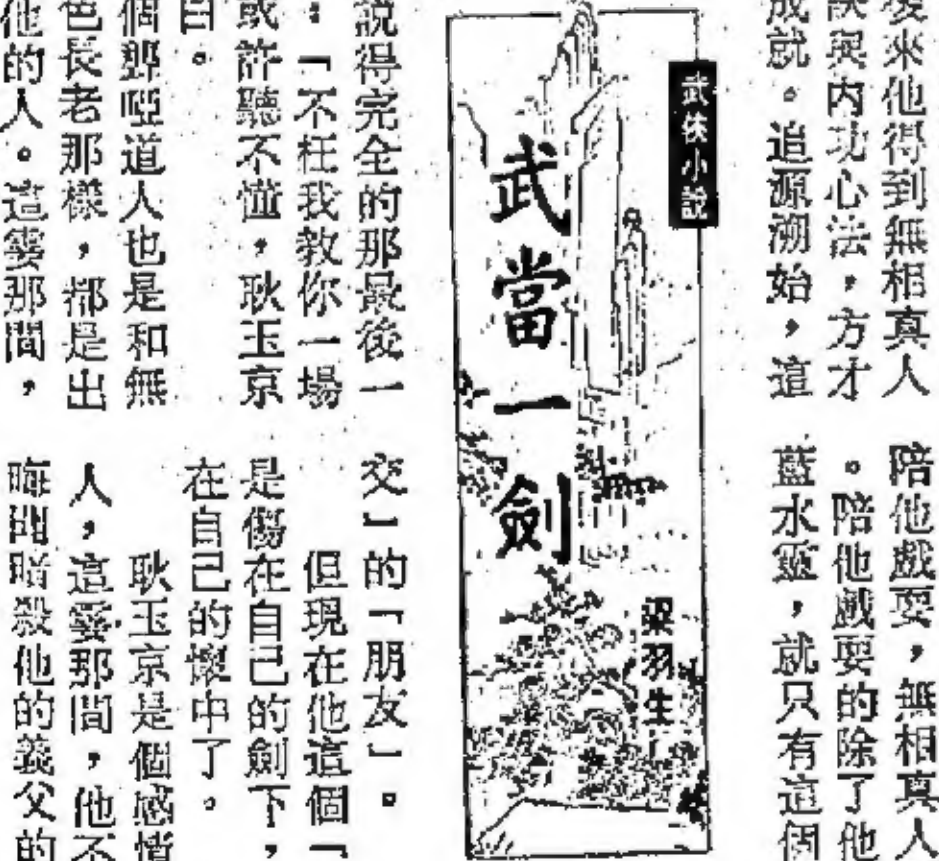 後來他得到無相真人
訣與內功心法，方才
成就。追源溯始，這
武俠小說
武當一劍
梁羽生
說得完全的那最後一
：「不枉我教你一場
或許聽不懂，耿玉京
白。
個聾啞道人也是和無
色長老那樣，都是出
他的人。這霎那間，
陪他戲耍，無相真人
。陪他戲耍的除了他
藍水靈，就只有這個
交」的「朋友」。
但現在他這個「
是傷在自己的劍下，
在自己的懷中了。
耿玉京是個感情
人，這霎那間，他不
暗殺他的義父的